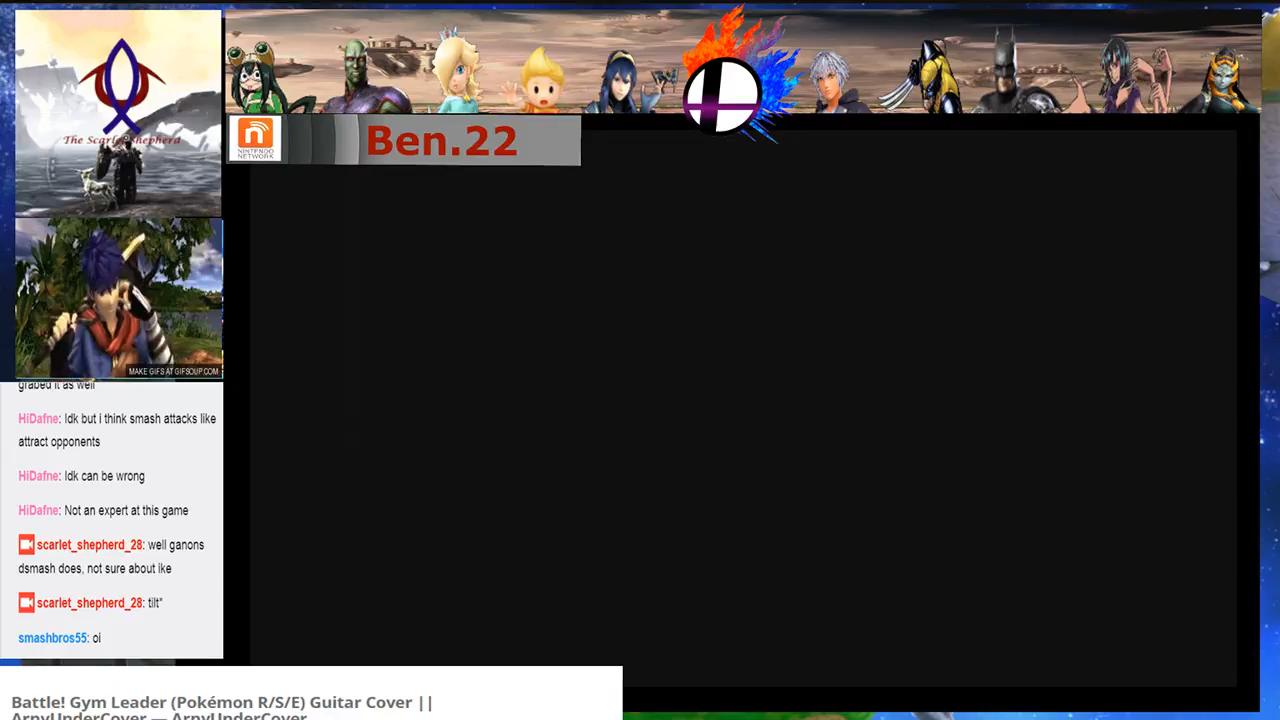 The Scarlet Shepherd
NINTENDO
NETWORK
Ben.22
MAKE GIFS AT GIFSOUP.COM
grabed it as well
HiDafne: Idk but i think smash attacks like
attract opponents
HiDafne: Idk can be wrong
HiDafne: Not an expert at this game
scarlet_shepherd_28: well ganons
dsmash does, not sure about ike
scarlet_shepherd_28: tilt*
smashbros55: oi
Battle! Gym Leader (Pokémon R/S/E) Guitar Cover ||
ArnyUnderCover — ArnyUnderCover